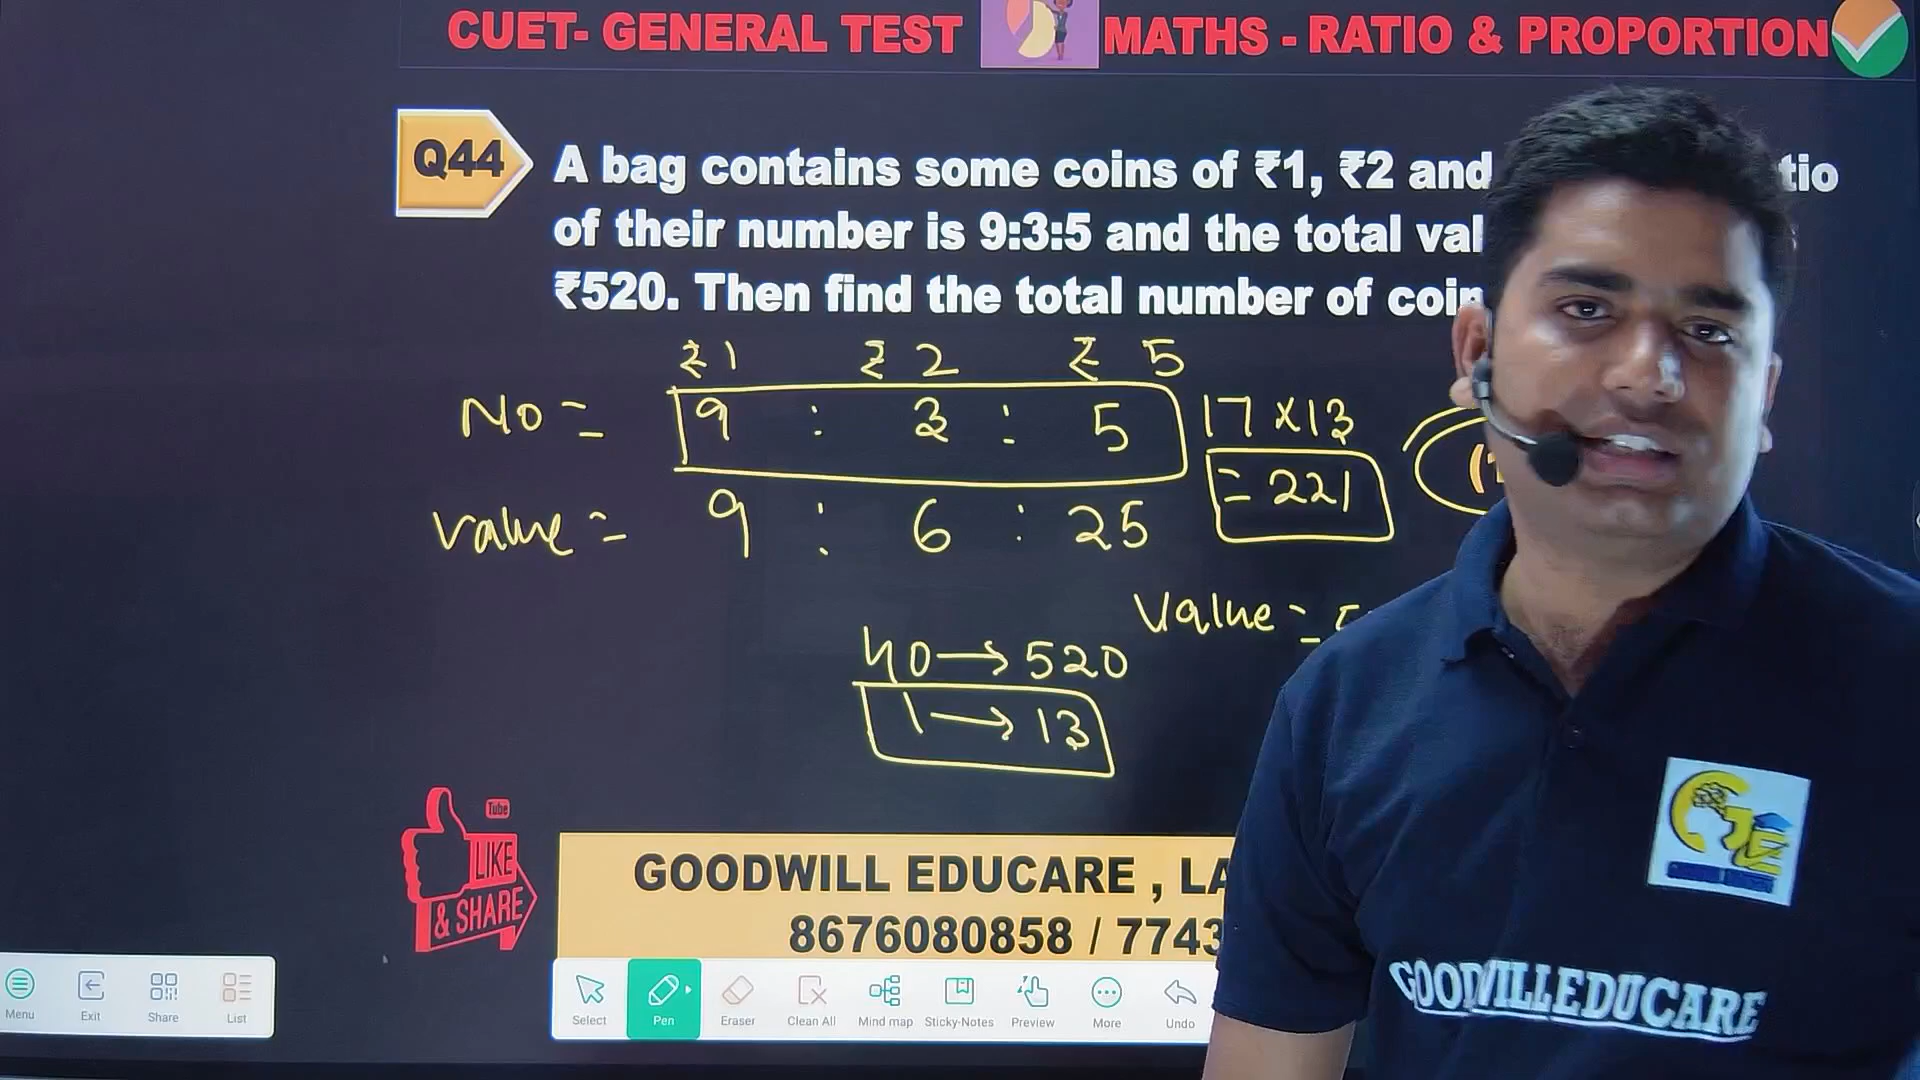 CUET- GENERAL TEST MATHS - RATIO & PROPORTION
Q44 A bag contains some coins of ₹1, ₹2 and tio
of their number is 9:3:5 and the total val
₹520. Then find the total number of coin
₹1 ₹2 ₹5
NO = 9 : 3 : 5 17 × 13
= 221
value = 9 : 6 : 25
Value =
40 → 520
1 → 13
Tube
LIKE
& SHARE
GOODWILL EDUCARE , LA
8676080858 / 7743
Menu Exit Share List
Select Pen Eraser Clean All Mind map Sticky-Notes Preview More Undo
GTE
GOODWILLEDUCARE